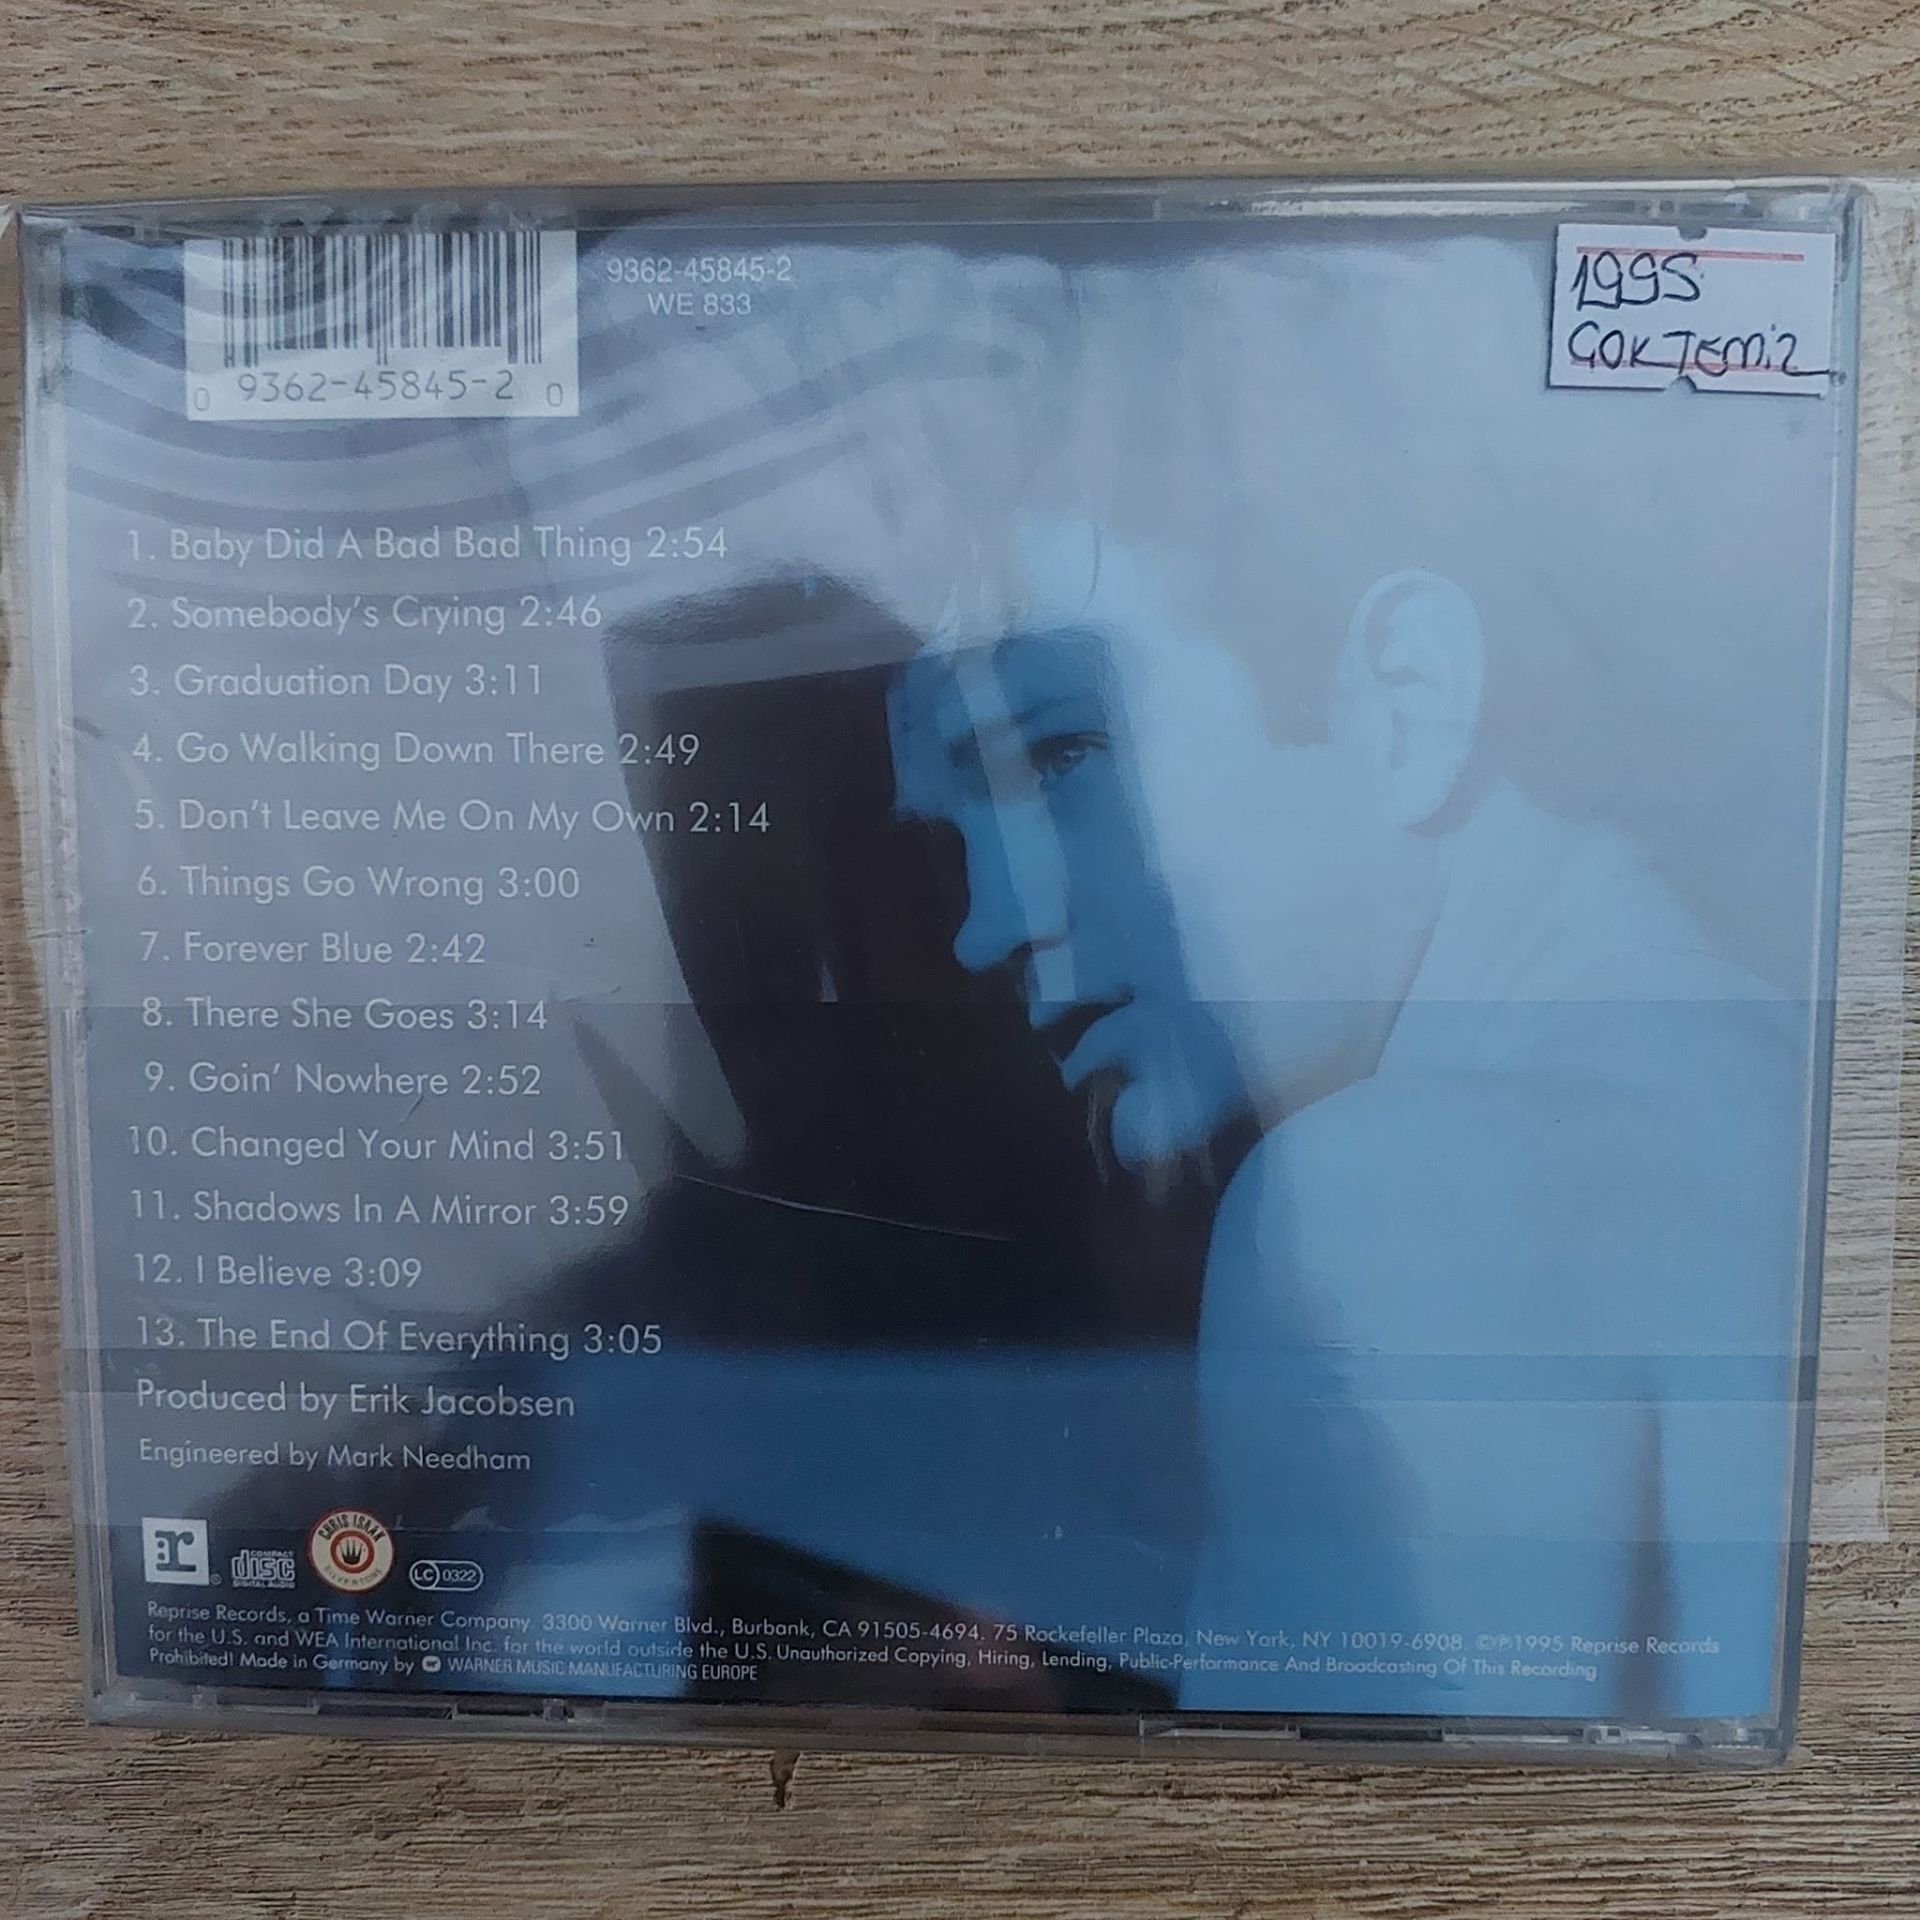 9362-45845-2
WE 833
0 9362-45845-2 0
1995
ÇOK TEMiZ
1. Baby Did A Bad Bad Thing 2:54
2. Somebody's Crying 2:46
3. Graduation Day 3:11
4. Go Walking Down There 2:49
5. Don't Leave Me On My Own 2:14
6. Things Go Wrong 3:00
7. Forever Blue 2:42
8. There She Goes 3:14
9. Goin' Nowhere 2:52
10. Changed Your Mind 3:51
11. Shadows In A Mirror 3:59
12. I Believe 3:09
13. The End Of Everything 3:05
Produced by Erik Jacobsen
Engineered by Mark Needham
r ®
COMPACT
disc
DIGITAL AUDIO
CHRIS ISAAK
SILVERTONE
LC 0322
Reprise Records, a Time Warner Company. 3300 Warner Blvd., Burbank, CA 91505-4694. 75 Rockefeller Plaza, New York, NY 10019-6908. ©℗1995 Reprise Records
for the U.S. and WEA International Inc. for the world outside the U.S. Unauthorized Copying, Hiring, Lending, Public-Performance And Broadcasting Of This Recording
Prohibited! Made in Germany by WARNER MUSIC MANUFACTURING EUROPE